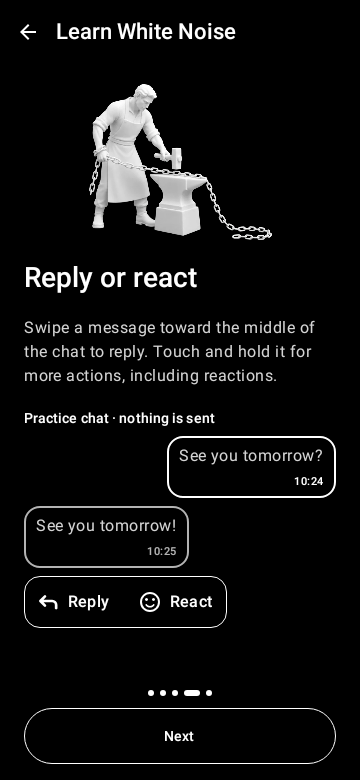 Learn White Noise
Reply or react
Swipe a message toward the middle of
the chat to reply. Touch and hold it for
more actions, including reactions.
Practice chat · nothing is sent
See you tomorrow?
10:24
See you tomorrow!
10:25
Reply
React
Next